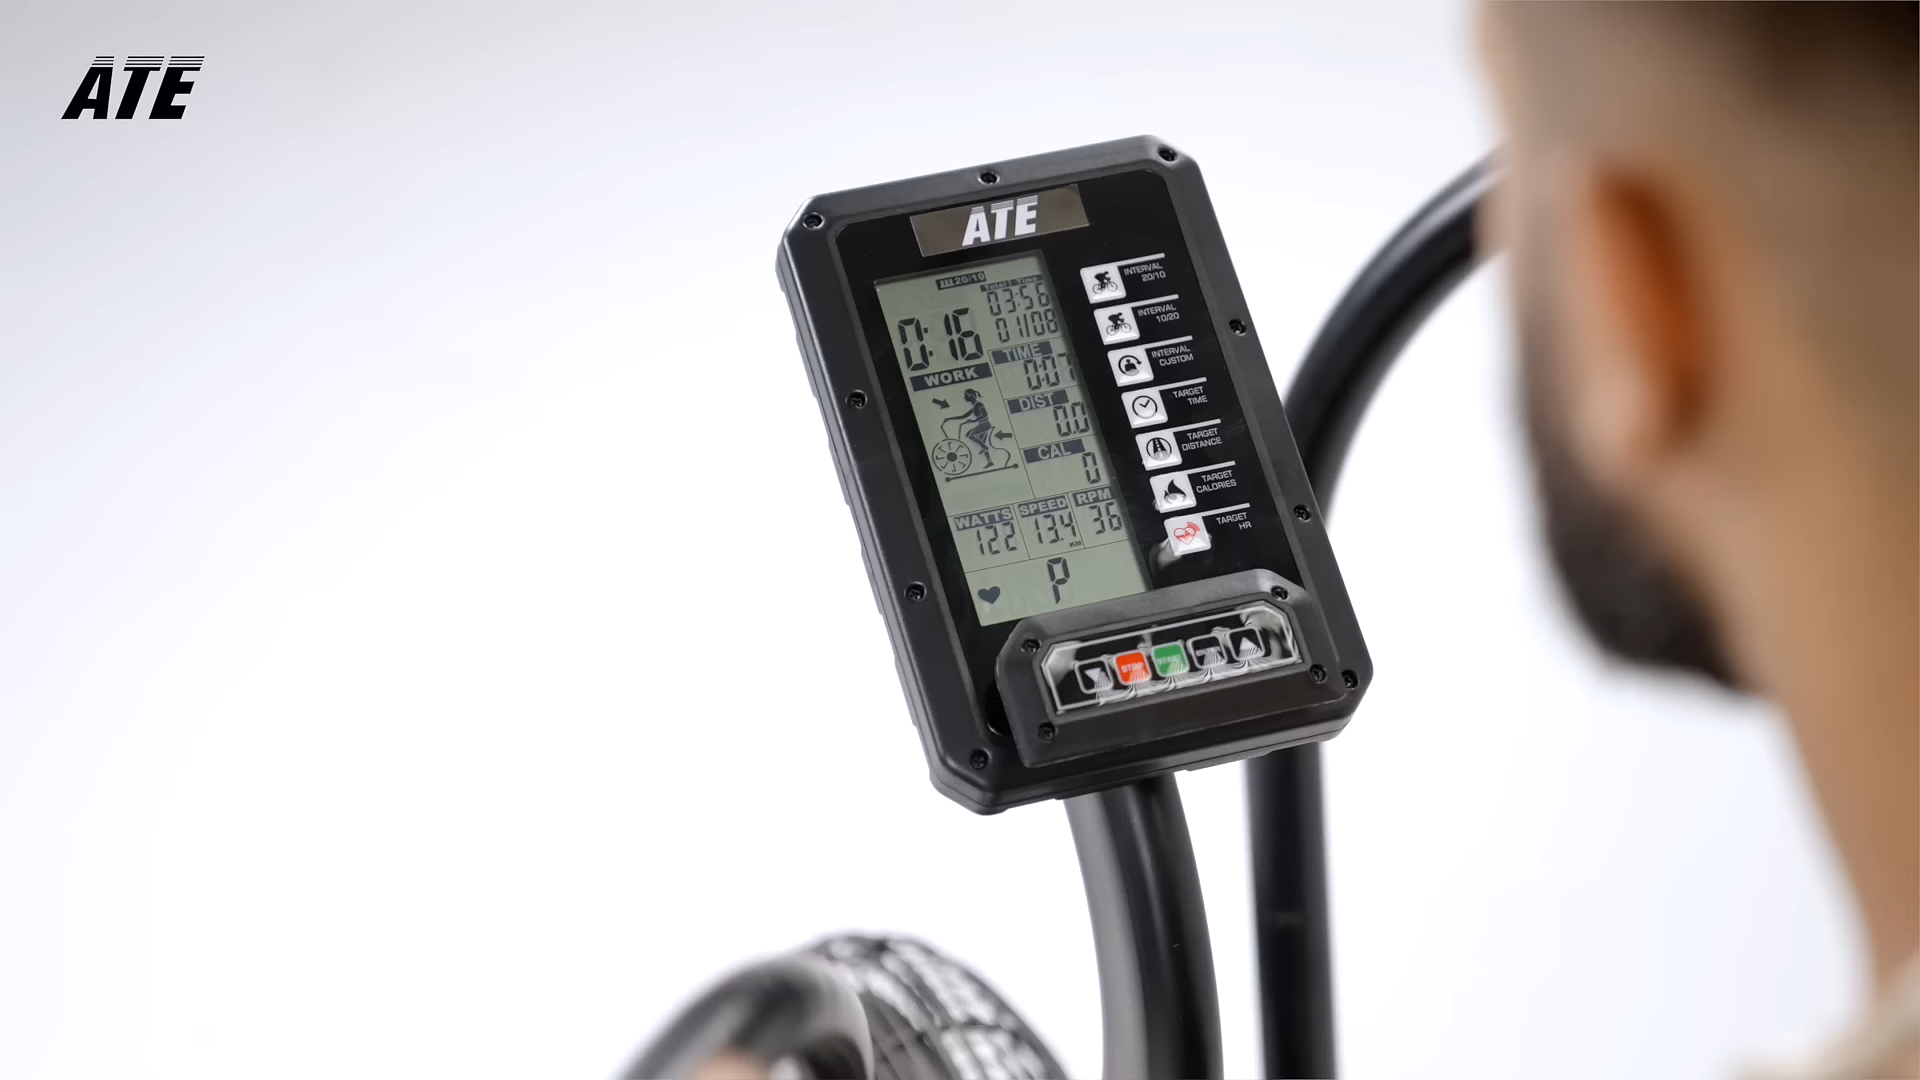 ATE
ATE
20/10
Total Time
03:56
0:16
01/08
WORK
TIME
0:07
DIST
0.0
CAL
0
WATTS SPEED RPM
122 13.4 36
KM
P
INTERVAL
20/10
INTERVAL
10/20
INTERVAL
CUSTOM
TARGET
TIME
TARGET
DISTANCE
TARGET
CALORIES
TARGET
HR
STOP START